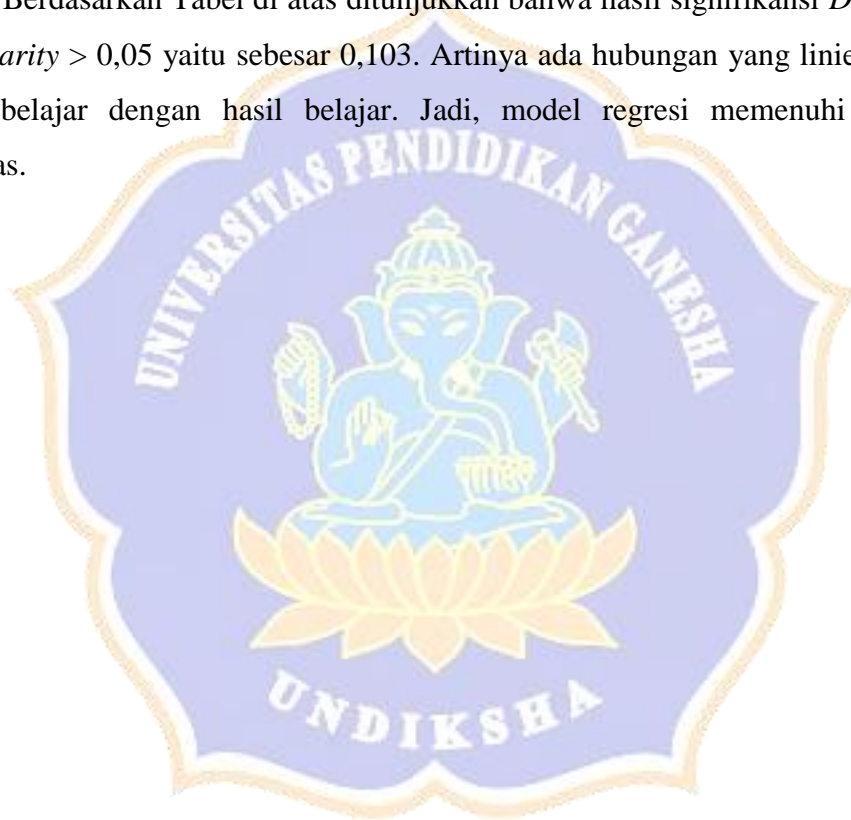 Berdasarkan Tabel di atas ditunjukkan bahwa hasil signifikansi D
arity > 0,05 yaitu sebesar 0,103. Artinya ada hubungan yang linie
belajar dengan hasil belajar. Jadi, model regresi memenuhi
as.
UNIVERSITAS PENDIDIKAN GANESHA
UNDIKSHA